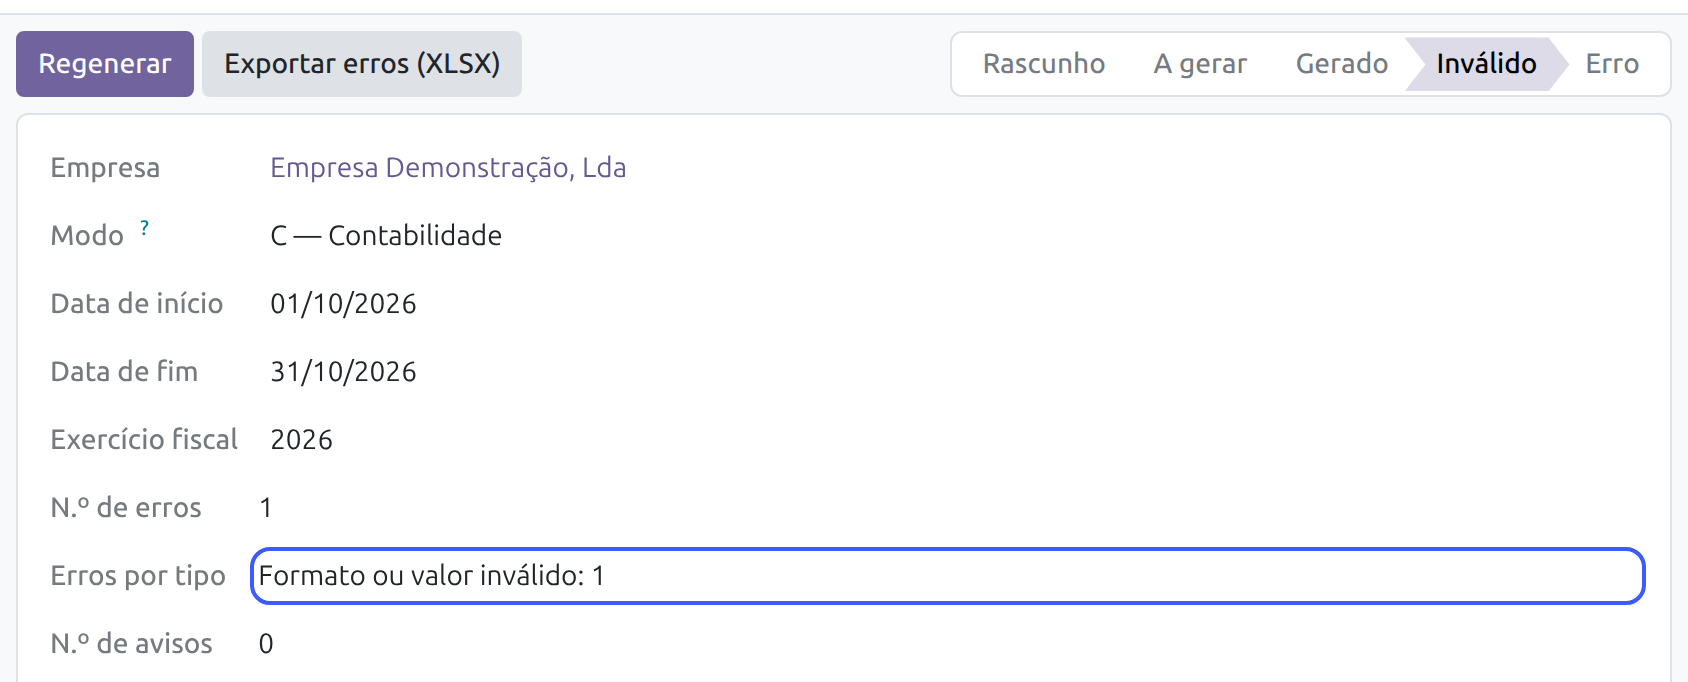 Regenerar
Exportar erros (XLSX)
Rascunho
A gerar
Gerado
Inválido
Erro
Empresa Empresa Demonstração, Lda
Modo ? C — Contabilidade
Data de início 01/10/2026
Data de fim 31/10/2026
Exercício fiscal 2026
N.º de erros 1
Erros por tipo Formato ou valor inválido: 1
N.º de avisos 0